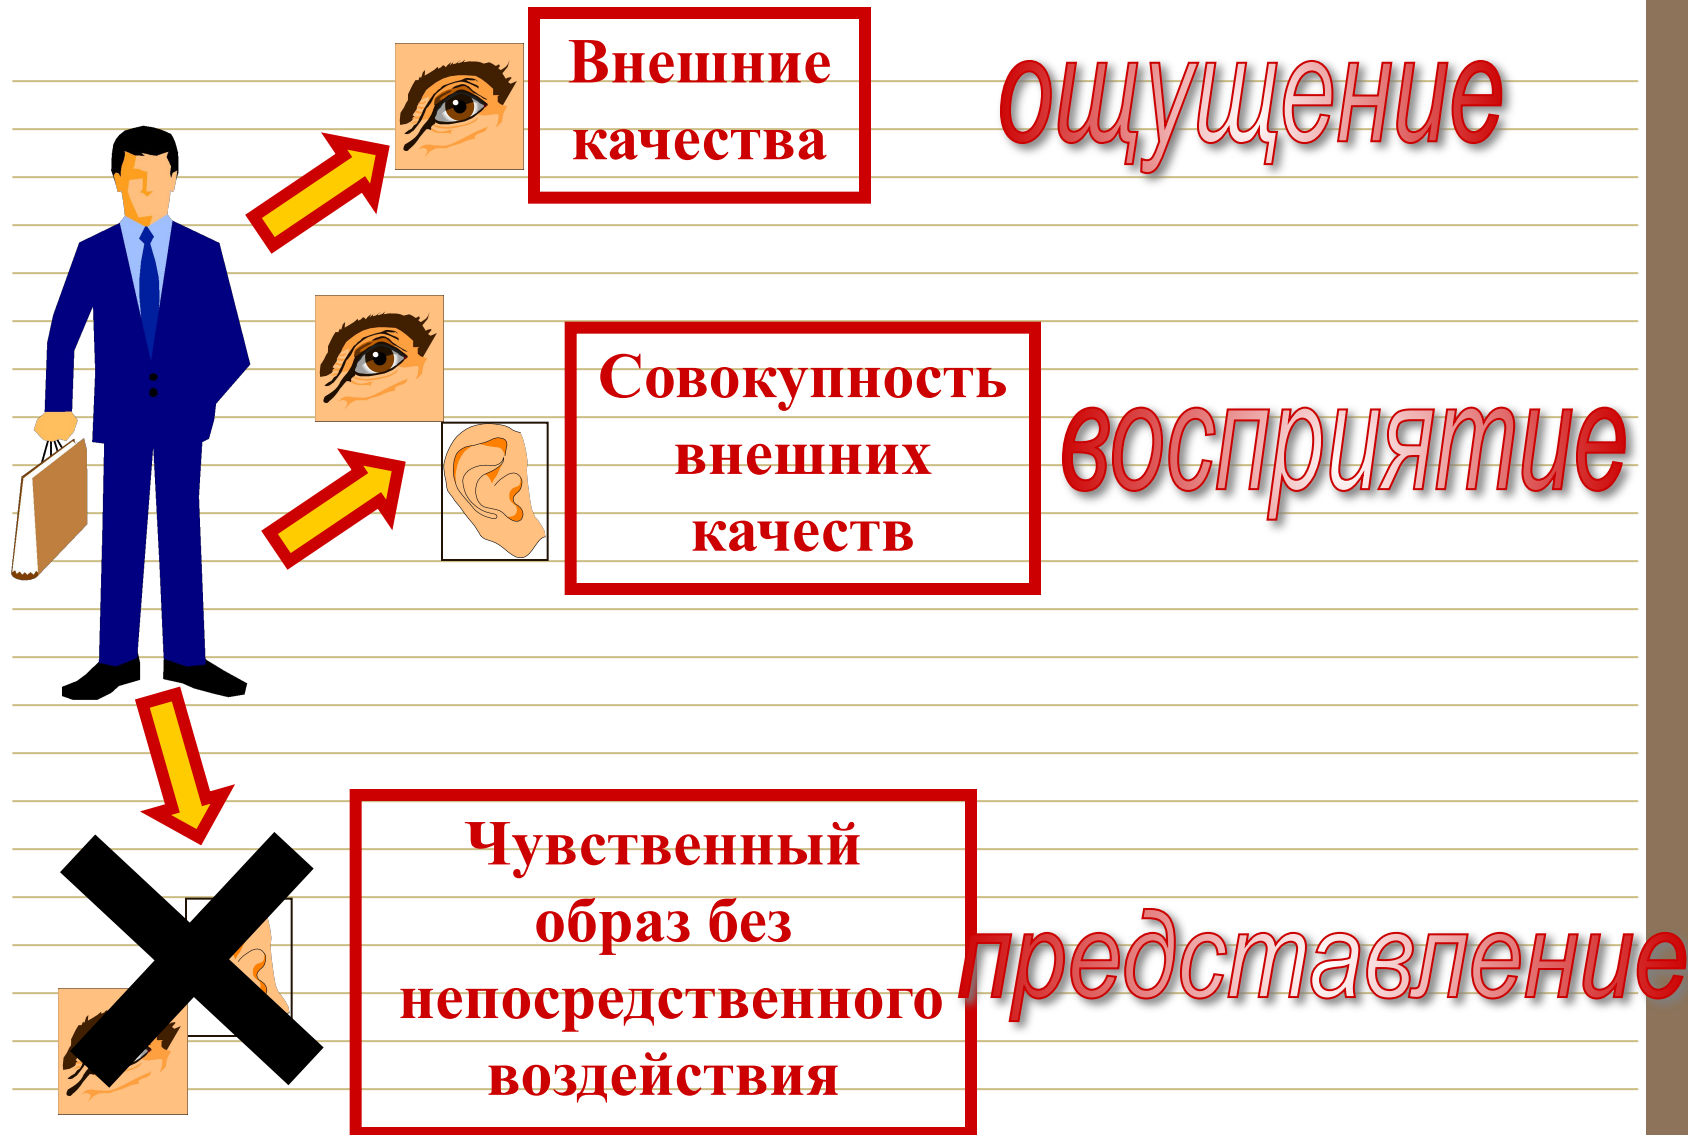 Внешние
качества
ощущение
Совокупность
внешних
качеств
восприятие
Чувственный
образ без
непосредственного
воздействия
представление